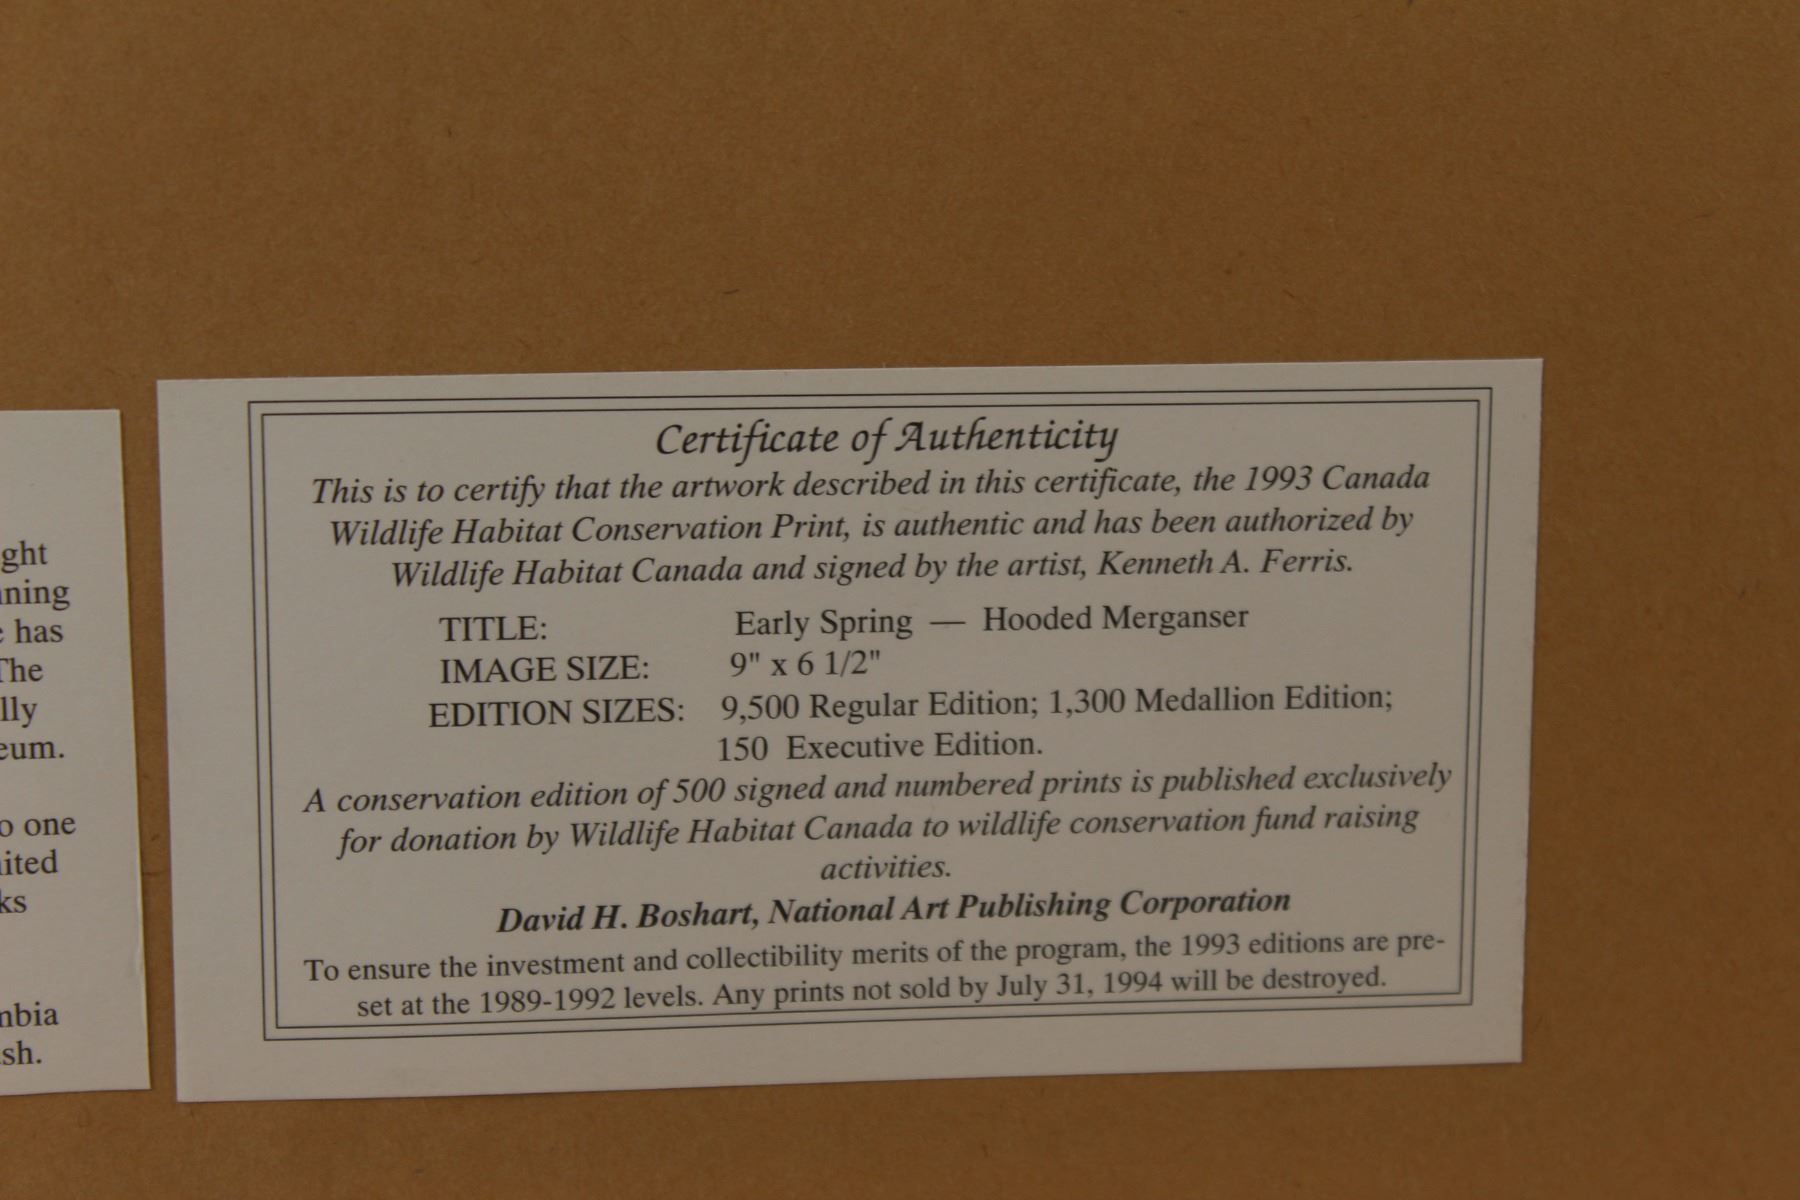 ght
ning
has
The
lly
eum.
o one
ited
ks
mbia
sh.
Certificate of Authenticity
This is to certify that the artwork described in this certificate, the 1993 Canada
Wildlife Habitat Conservation Print, is authentic and has been authorized by
Wildlife Habitat Canada and signed by the artist, Kenneth A. Ferris.
TITLE: Early Spring — Hooded Merganser
IMAGE SIZE: 9" x 6 1/2"
EDITION SIZES: 9,500 Regular Edition; 1,300 Medallion Edition;
150 Executive Edition.
A conservation edition of 500 signed and numbered prints is published exclusively
for donation by Wildlife Habitat Canada to wildlife conservation fund raising
activities.
David H. Boshart, National Art Publishing Corporation
To ensure the investment and collectibility merits of the program, the 1993 editions are pre-
set at the 1989-1992 levels. Any prints not sold by July 31, 1994 will be destroyed.